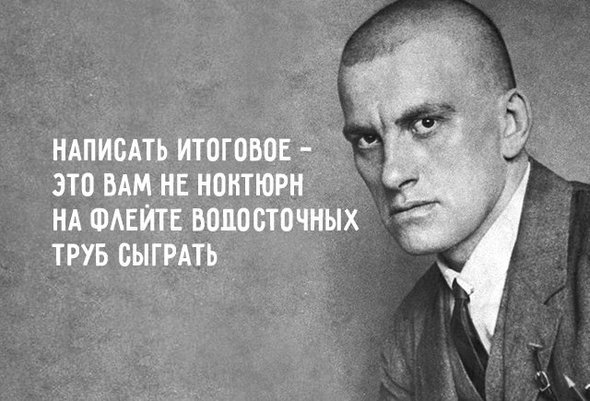 НАПИСАТЬ ИТОГОВОЕ –
ЭТО ВАМ НЕ НОКТЮРН
НА ФЛЕЙТЕ ВОДОСТОЧНЫХ
ТРУБ СЫГРАТЬ